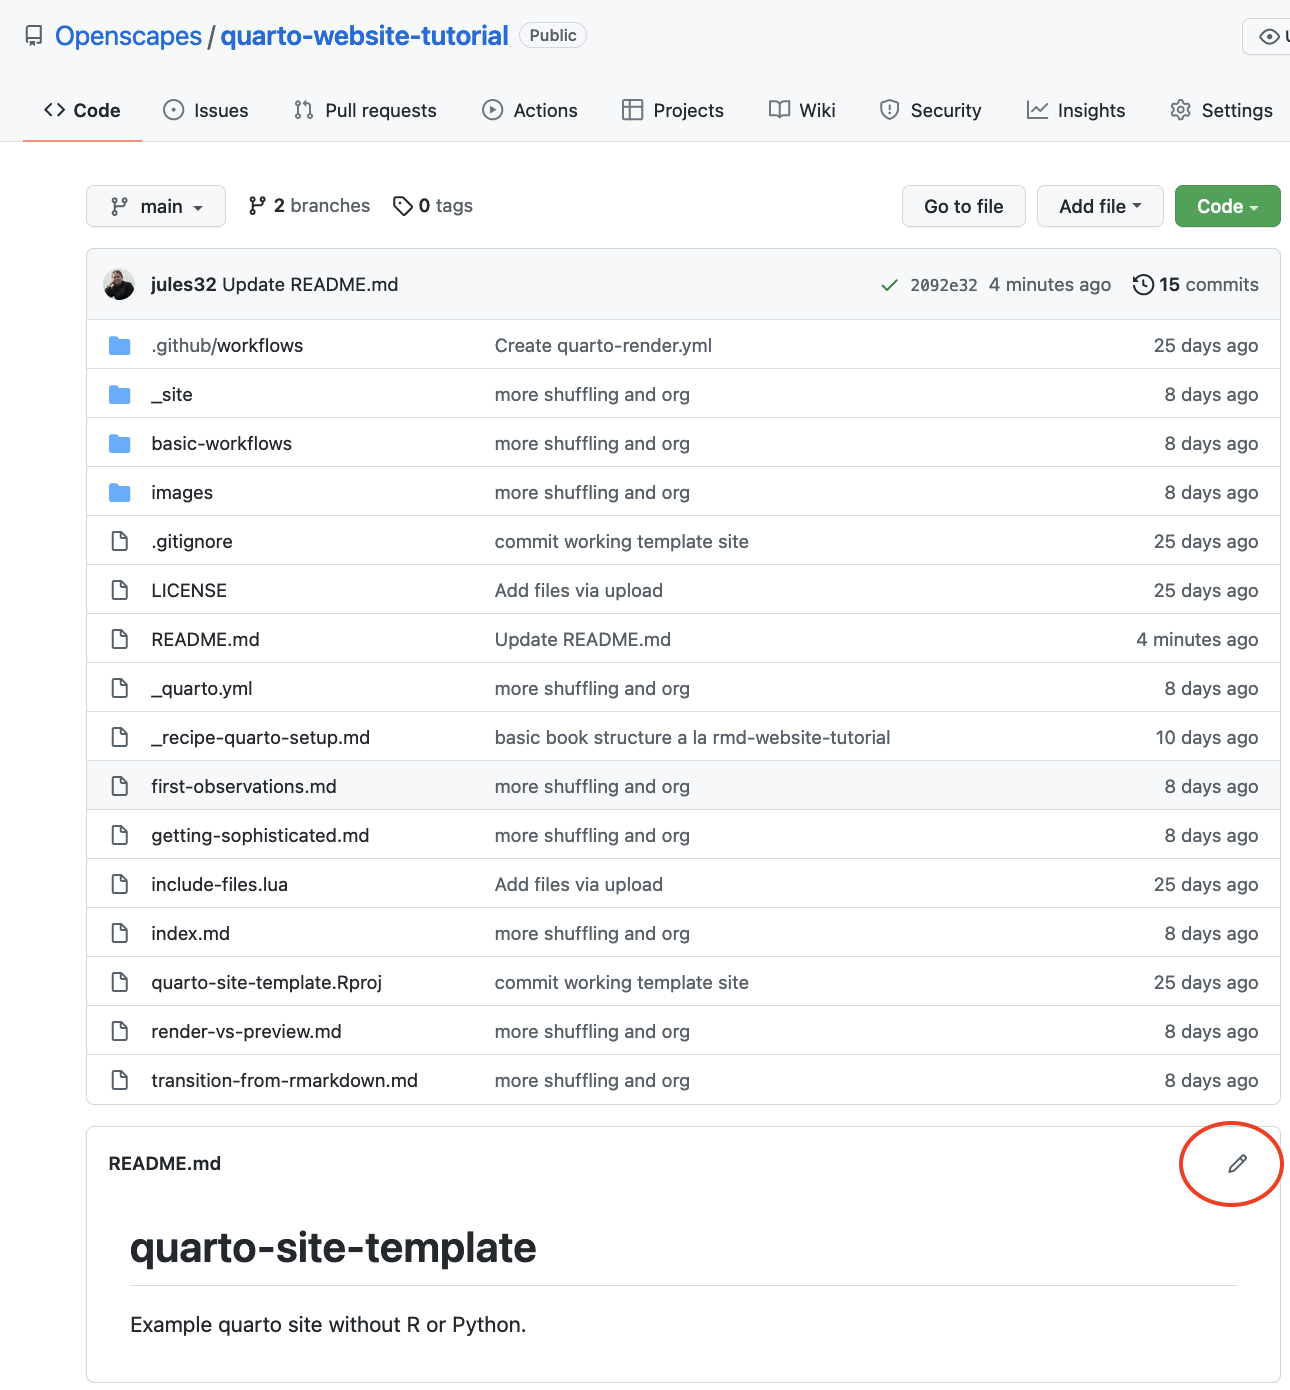 Openscapes / quarto-website-tutorial Public
Code Issues Pull requests Actions Projects Wiki Security Insights Settings
main 2 branches 0 tags Go to file Add file Code
jules32 Update README.md 2092e32 4 minutes ago 15 commits
.github/workflows Create quarto-render.yml 25 days ago
_site more shuffling and org 8 days ago
basic-workflows more shuffling and org 8 days ago
images more shuffling and org 8 days ago
.gitignore commit working template site 25 days ago
LICENSE Add files via upload 25 days ago
README.md Update README.md 4 minutes ago
_quarto.yml more shuffling and org 8 days ago
_recipe-quarto-setup.md basic book structure a la rmd-website-tutorial 10 days ago
first-observations.md more shuffling and org 8 days ago
getting-sophisticated.md more shuffling and org 8 days ago
include-files.lua Add files via upload 25 days ago
index.md more shuffling and org 8 days ago
quarto-site-template.Rproj commit working template site 25 days ago
render-vs-preview.md more shuffling and org 8 days ago
transition-from-rmarkdown.md more shuffling and org 8 days ago
README.md
quarto-site-template
Example quarto site without R or Python.